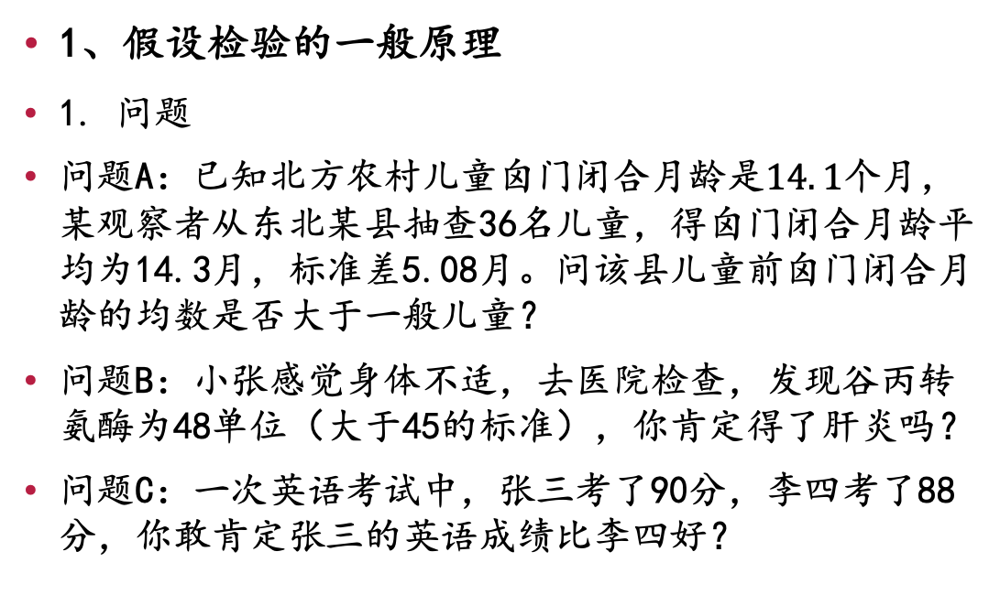 • 1、假设检验的一般原理
• 1. 问题
• 问题A：已知北方农村儿童囟门闭合月龄是14.1个月，
某观察者从东北某县抽查36名儿童，得囟门闭合月龄平
均为14.3月，标准差5.08月。问该县儿童前囟门闭合月
龄的均数是否大于一般儿童？
• 问题B：小张感觉身体不适，去医院检查，发现谷丙转
氨酶为48单位（大于45的标准），你肯定得了肝炎吗？
• 问题C：一次英语考试中，张三考了90分，李四考了88
分，你敢肯定张三的英语成绩比李四好？